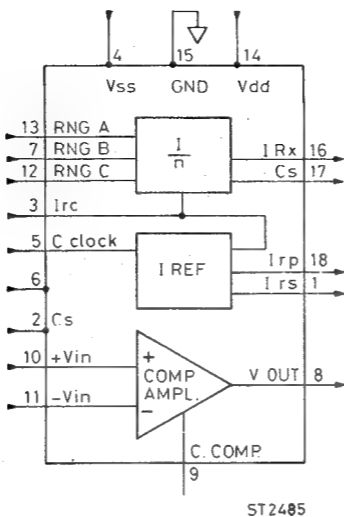 4 15 14
Vss GND Vdd
13 RNG A
7 RNG B
12 RNG C
I
n
I Rx 16
Cs 17
3 Irc
5 C clock
I REF
I rp 18
I rs 1
6
2 Cs
10 +Vin
11 -Vin
+
COMP
AMPL.
-
V OUT 8
C. COMP.
9
ST2485